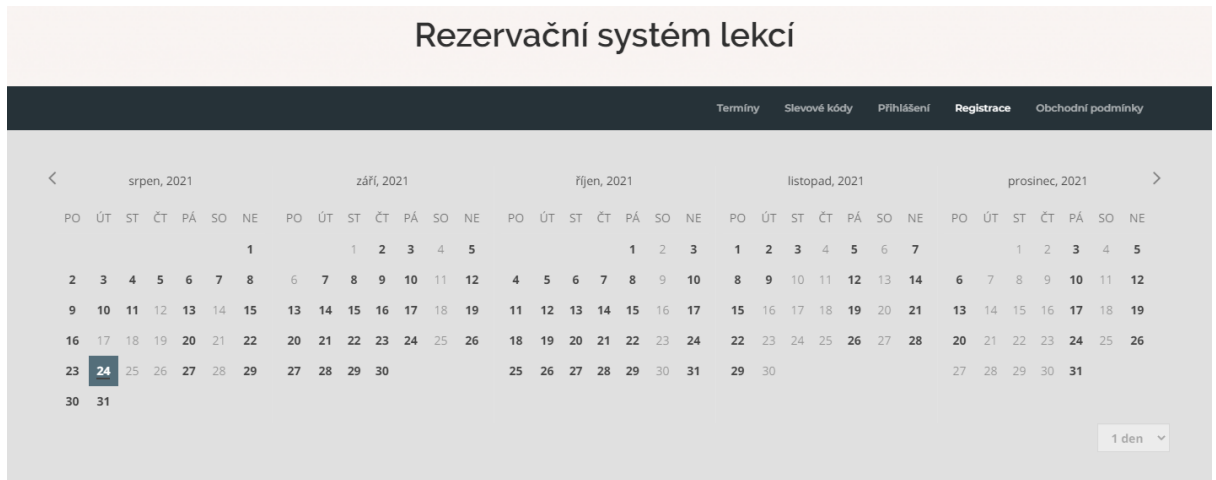 Rezervační systém lekcí
Termíny Slevové kódy Přihlášení Registrace Obchodní podmínky
srpen, 2021 září, 2021 říjen, 2021 listopad, 2021 prosinec, 2021
PO ÚT ST ČT PÁ SO NE PO ÚT ST ČT PÁ SO NE PO ÚT ST ČT PÁ SO NE PO ÚT ST ČT PÁ SO NE PO ÚT ST ČT PÁ SO NE
1 1 2 3 4 5 1 2 3 1 2 3 4 5 6 7 1 2 3 4 5
2 3 4 5 6 7 8 6 7 8 9 10 11 12 4 5 6 7 8 9 10 8 9 10 11 12 13 14 6 7 8 9 10 11 12
9 10 11 12 13 14 15 13 14 15 16 17 18 19 11 12 13 14 15 16 17 15 16 17 18 19 20 21 13 14 15 16 17 18 19
16 17 18 19 20 21 22 20 21 22 23 24 25 26 18 19 20 21 22 23 24 22 23 24 25 26 27 28 20 21 22 23 24 25 26
23 24 25 26 27 28 29 27 28 29 30 25 26 27 28 29 30 31 29 30 27 28 29 30 31
30 31
1 den